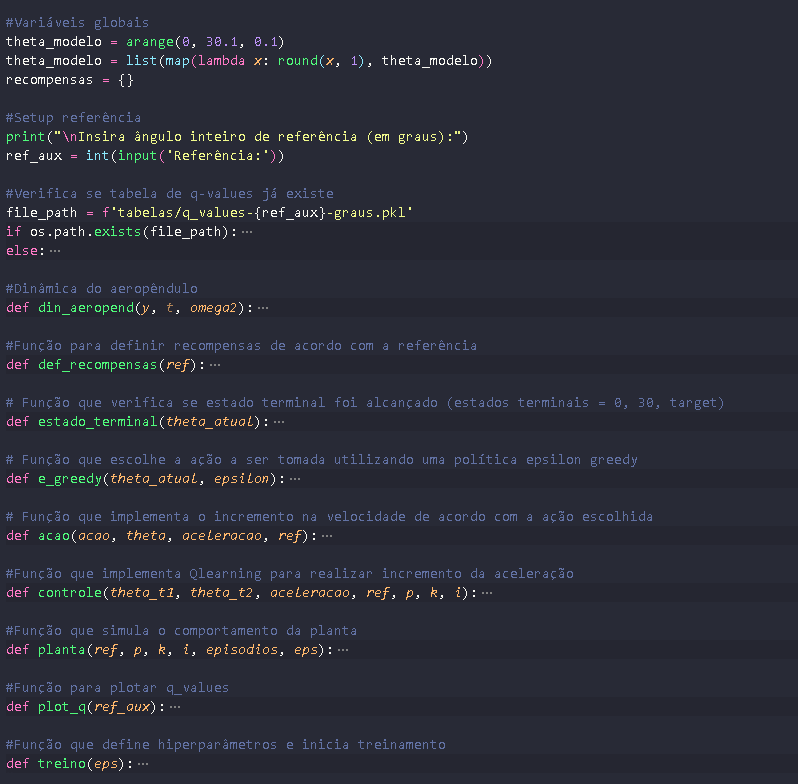 #Variáveis globais
theta_modelo = arange(0, 30.1, 0.1)
theta_modelo = list(map(lambda x: round(x, 1), theta_modelo))
recompensas = {}
#Setup referência
print("\nInsira ângulo inteiro de referência (em graus):")
ref_aux = int(input('Referência:'))
#Verifica se tabela de q-values já existe
file_path = f'tabelas/q_values-{ref_aux}-graus.pkl'
if os.path.exists(file_path): ···
else: ···
#Dinâmica do aeropêndulo
def din_aeropend(y, t, omega2): ···
#Função para definir recompensas de acordo com a referência
def def_recompensas(ref): ···
# Função que verifica se estado terminal foi alcançado (estados terminais = 0, 30, target)
def estado_terminal(theta_atual): ···
# Função que escolhe a ação a ser tomada utilizando uma política epsilon greedy
def e_greedy(theta_atual, epsilon): ···
# Função que implementa o incremento na velocidade de acordo com a ação escolhida
def acao(acao, theta, aceleracao, ref): ···
#Função que implementa Qlearning para realizar incremento da aceleração
def controle(theta_t1, theta_t2, aceleracao, ref, p, k, i): ···
#Função que simula o comportamento da planta
def planta(ref, p, k, i, episodios, eps): ···
#Função para plotar q_values
def plot_q(ref_aux): ···
#Função que define hiperparâmetros e inicia treinamento
def treino(eps): ···